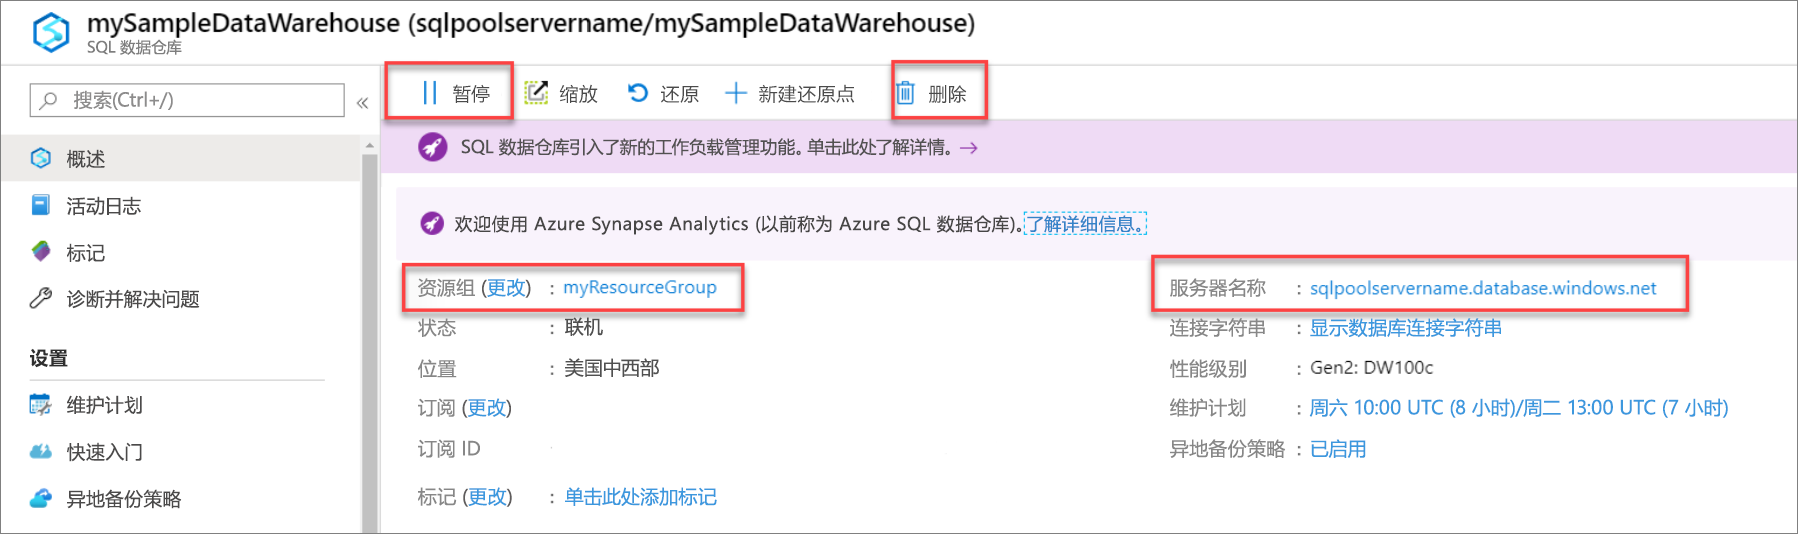 mySampleDataWarehouse (sqlpoolservername/mySampleDataWarehouse)
SQL 数据仓库
搜索(Ctrl+/)
«
概述
活动日志
标记
诊断并解决问题
设置
维护计划
快速入门
异地备份策略
暂停 缩放 还原 新建还原点 删除
SQL 数据仓库引入了新的工作负载管理功能。单击此处了解详情。→
欢迎使用 Azure Synapse Analytics (以前称为 Azure SQL 数据仓库)。了解详细信息。
资源组 (更改) : myResourceGroup
状态 : 联机
位置 : 美国中西部
订阅 (更改)
订阅 ID
标记 (更改) : 单击此处添加标记
服务器名称 : sqlpoolservername.database.windows.net
连接字符串 : 显示数据库连接字符串
性能级别 : Gen2: DW100c
维护计划 : 周六 10:00 UTC (8 小时)/周二 13:00 UTC (7 小时)
异地备份策略 : 已启用